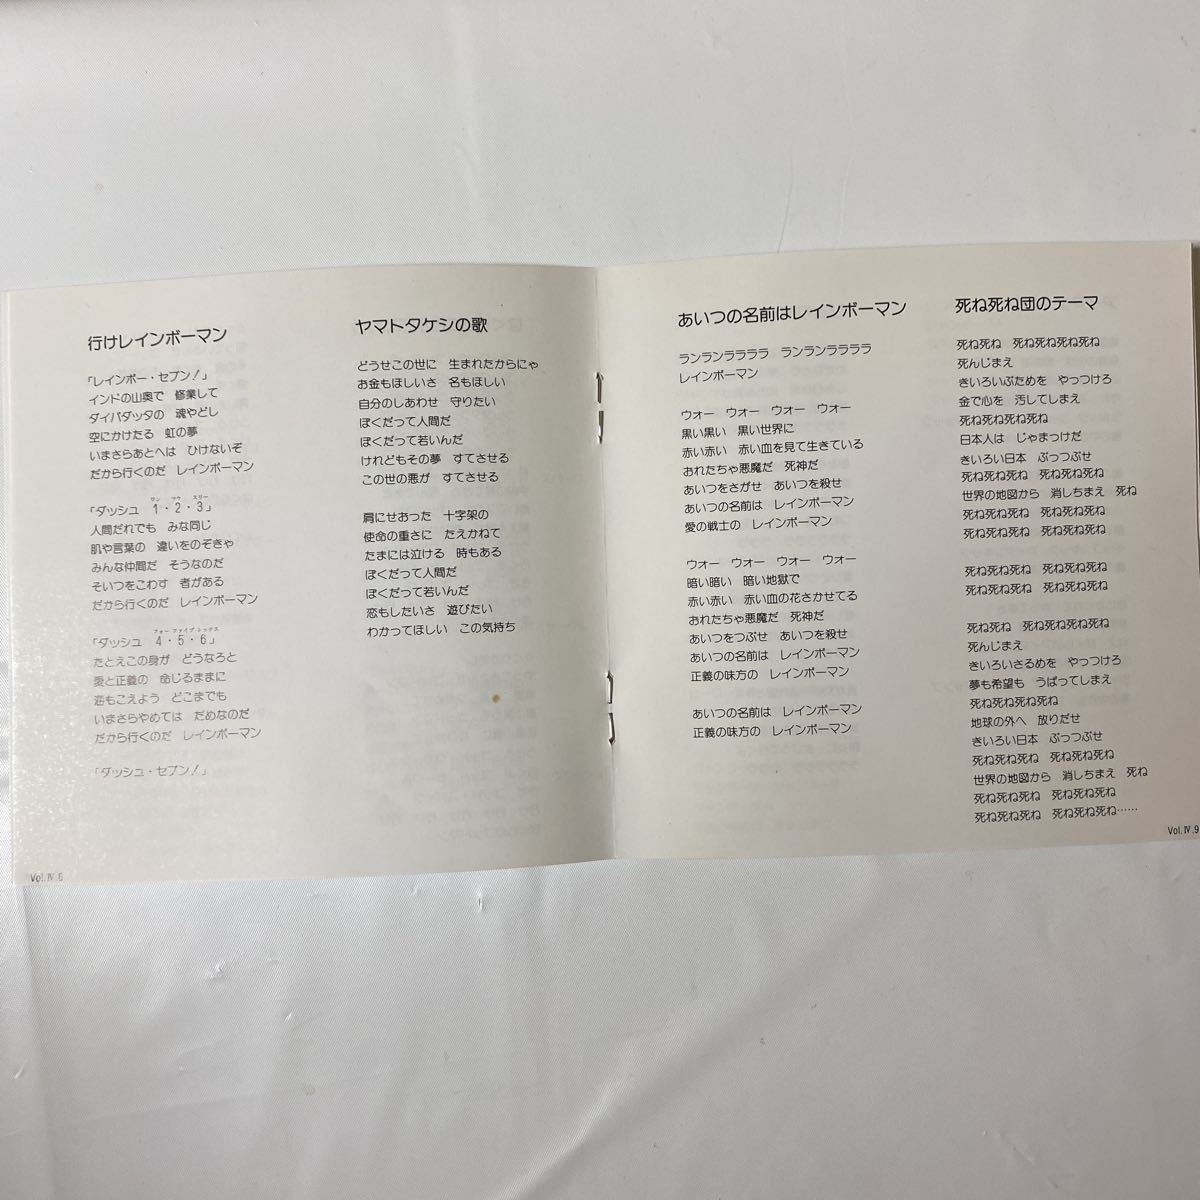 行けレインボーマン
「レインボー・セブン！」
インドの山奥で　修業して
ダイバダッタの　魂やどし
空にかけたる　虹の夢
いまさらあとへは　ひけないぞ
だから行くのだ　レインボーマン
「ダッシュ　1・2・3」
ワン　ツウ　スリー
人間だれでも　みな同じ
肌や言葉の　違いをのぞきゃ
みんな仲間だ　そうなのだ
そいつをこわす　者がある
だから行くのだ　レインボーマン
「ダッシュ　4・5・6」
フォー　ファイブ　シックス
たとえこの身が　どうなろと
愛と正義の　命じるままに
海もこえよう　どこまでも
いまさらやめては　だめなのだ
だから行くのだ　レインボーマン
「ダッシュ・セブン！」
ヤマトタケシの歌
どうせこの世に　生まれたからにゃ
お金もほしいさ　名もほしい
自分のしあわせ　守りたい
ぼくだって人間だ
ぼくだって若いんだ
けれどもその夢　すてさせる
この世の悪が　すてさせる
肩にせおった　十字架の
使命の重さに　たえかねて
たまには泣ける　時もある
ぼくだって人間だ
ぼくだって若いんだ
恋もしたいさ　遊びたい
わかってほしい　この気持ち
Vol.Ⅳ.8
あいつの名前はレインボーマン
ランランラララララ　ランランラララララ
レインボーマン
ウォー　ウォー　ウォー　ウォー
黒い黒い　黒い世界に
赤い赤い　赤い血を見て生きている
おれたちゃ悪魔だ　死神だ
あいつをさがせ　あいつを殺せ
あいつの名前は　レインボーマン
愛の戦士の　レインボーマン
ウォー　ウォー　ウォー　ウォー
暗い暗い　暗い地獄で
赤い赤い　赤い血の花さかせてる
おれたちゃ悪魔だ　死神だ
あいつをつぶせ　あいつを殺せ
あいつの名前は　レインボーマン
正義の味方の　レインボーマン
あいつの名前は　レインボーマン
正義の味方の　レインボーマン
死ね死ね団のテーマ
死ね死ね　死ね死ね死ね死ね
死んじまえ
きいろいぶためを　やっつけろ
金で心を　汚してしまえ
死ね死ね死ね死ね
日本人は　じゃまっけだ
きいろい日本　ぶっつぶせ
死ね死ね死ね　死ね死ね死ね
世界の地図から　消しちまえ　死ね
死ね死ね死ね　死ね死ね死ね
死ね死ね死ね　死ね死ね死ね
死ね死ね死ね　死ね死ね死ね
死ね死ね死ね　死ね死ね死ね
死ね死ね　死ね死ね死ね死ね
死んじまえ
きいろいさるめを　やっつけろ
夢も希望も　うばってしまえ
死ね死ね死ね死ね
地球の外へ　放りだせ
きいろい日本　ぶっつぶせ
死ね死ね死ね　死ね死ね死ね
世界の地図から　消しちまえ　死ね
死ね死ね死ね　死ね死ね死ね
死ね死ね死ね　死ね死ね死ね……
Vol.Ⅳ.9